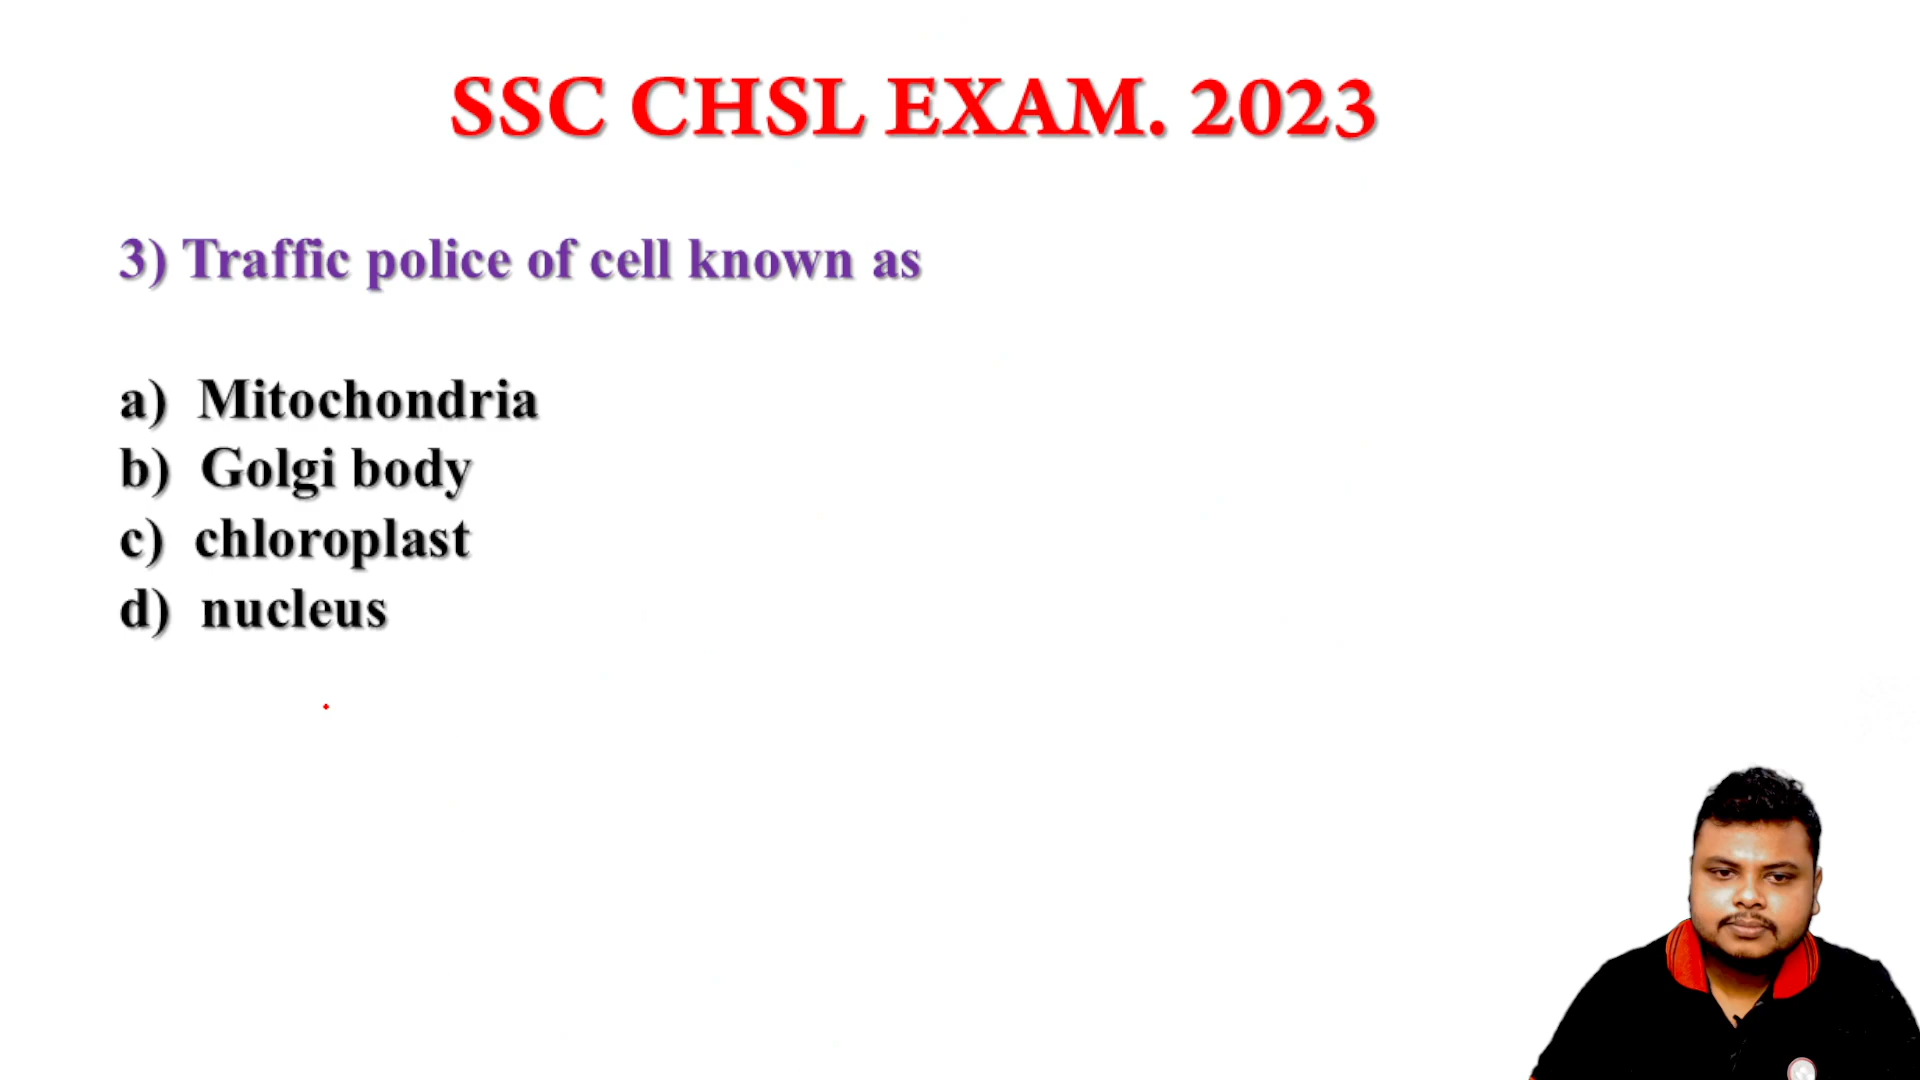 SSC CHSL EXAM. 2023
3) Traffic police of cell known as
a) Mitochondria
b) Golgi body
c) chloroplast
d) nucleus